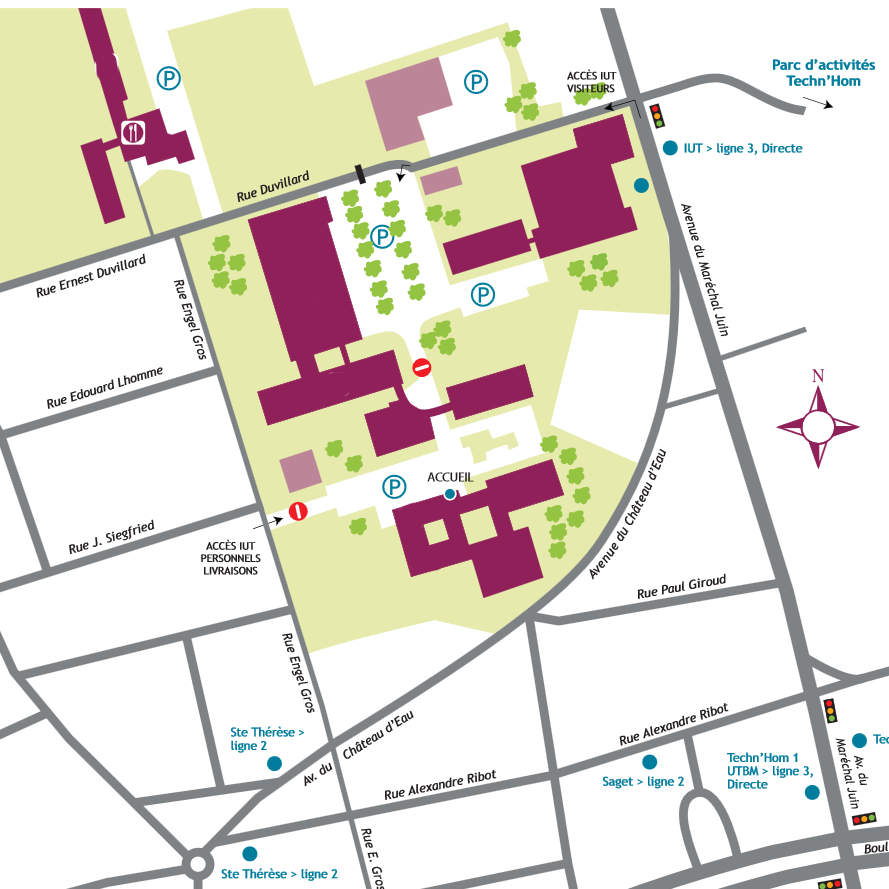 Parc d'activités
Techn'Hom
ACCÈS IUT
VISITEURS
P
P
IUT > ligne 3, Directe
Rue Duvillard
Avenue du Maréchal Juin
P
Rue Ernest Duvillard
Rue Engel Gros
P
Rue Edouard Lhomme
N
ACCUEIL
P
Avenue du Château d'Eau
Rue J. Siegfried
ACCÈS IUT
PERSONNELS
LIVRAISONS
Rue Paul Giroud
Rue Engel Gros
Ste Thérèse >
ligne 2
Av. du Château d'Eau
Rue Alexandre Ribot
Techn'Hom 1
UTBM > ligne 3,
Directe
Av. du
Maréchal Juin
Tec
Saget > ligne 2
Rue Alexandre Ribot
Rue E. Gros
Boul
Ste Thérèse > ligne 2